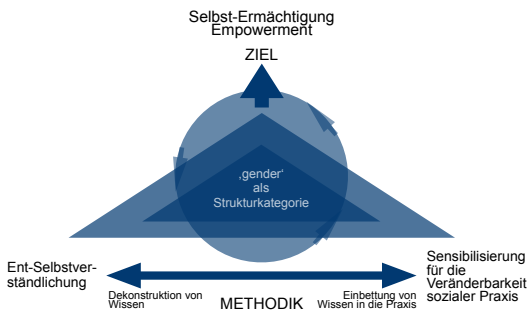 Selbst-Ermächtigung
Empowerment
ZIEL
‚gender‘
als
Strukturkategorie
Ent-Selbstver-
ständlichung
Sensibilisierung
für die
Veränderbarkeit
sozialer Praxis
Dekonstruktion von
Wissen
METHODIK
Einbettung von
Wissen in die Praxis